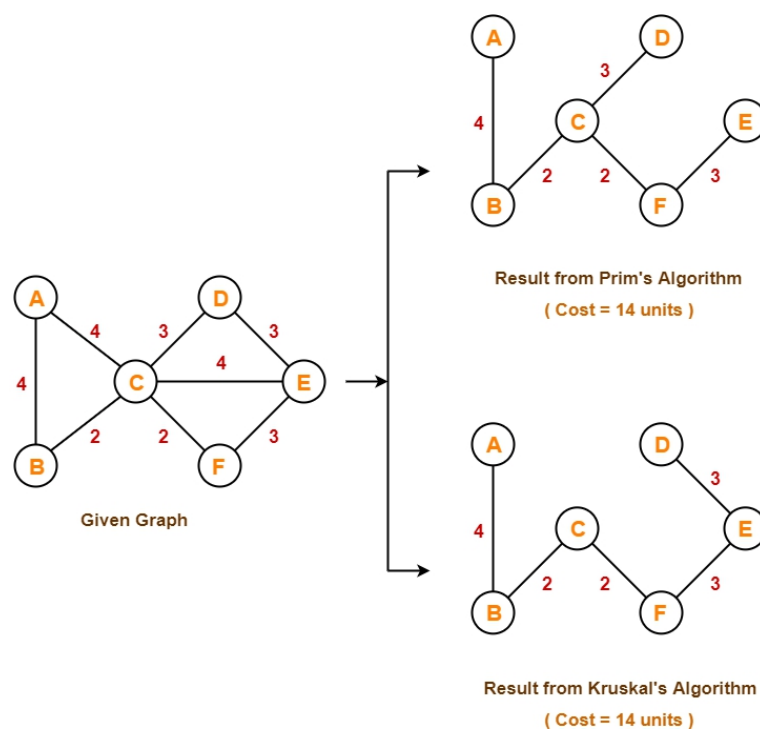 A
D
3
C
E
4
2
2
3
B
F
Result from Prim's Algorithm
( Cost = 14 units )
A
D
4
3
3
4
4
C
E
2
2
3
B
F
Given Graph
A
D
3
C
E
4
2
2
3
B
F
Result from Kruskal's Algorithm
( Cost = 14 units )